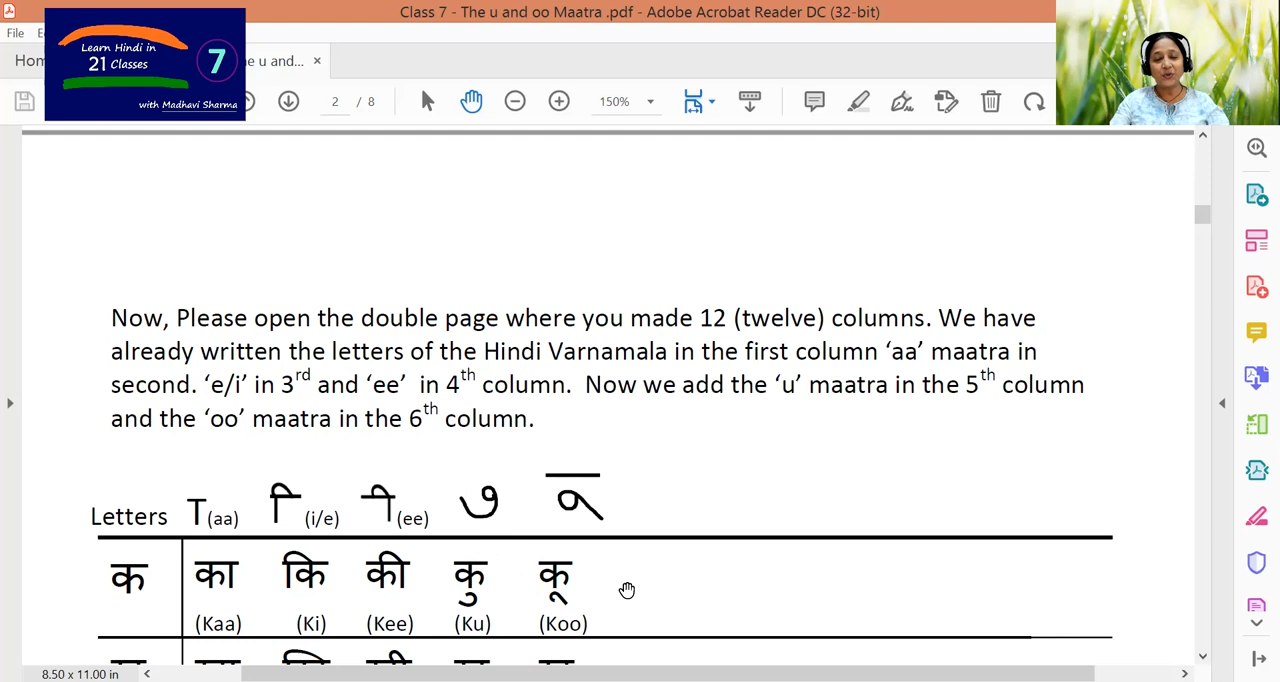 Class 7 - The u and oo Maatra .pdf - Adobe Acrobat Reader DC (32-bit)
File
Learn Hindi in
21 Classes
7
with Madhavi Sharma
e u and...
2 / 8
150%
Now, Please open the double page where you made 12 (twelve) columns. We have
already written the letters of the Hindi Varnamala in the first column ‘aa’ maatra in
second. ‘e/i’ in 3rd and ‘ee’ in 4th column. Now we add the ‘u’ maatra in the 5th column
and the ‘oo’ maatra in the 6th column.
Letters ा (aa) ि (i/e) ी (ee) ु ू
क का कि की कु कू
(Kaa) (Ki) (Kee) (Ku) (Koo)
8.50 x 11.00 in